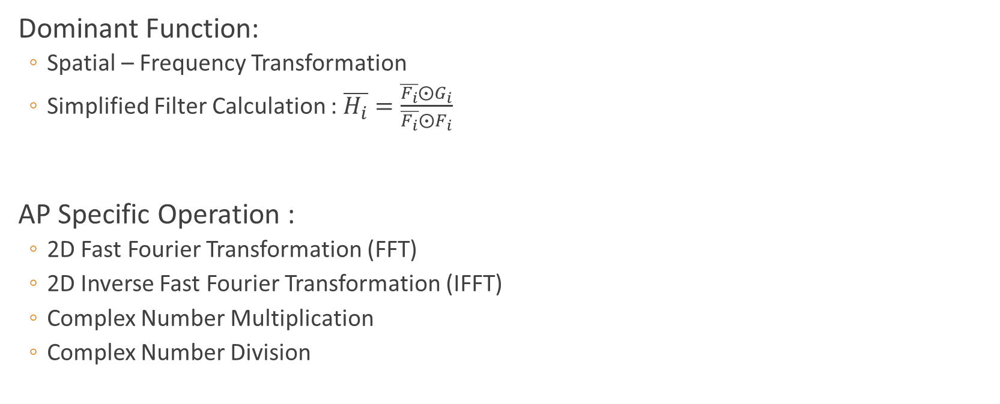 Dominant Function:
◦ Spatial – Frequency Transformation
◦ Simplified Filter Calculation : $\overline{H_i} = \frac{\overline{F_i} \odot G_i}{\overline{F_i} \odot F_i}$
AP Specific Operation :
◦ 2D Fast Fourier Transformation (FFT)
◦ 2D Inverse Fast Fourier Transformation (IFFT)
◦ Complex Number Multiplication
◦ Complex Number Division